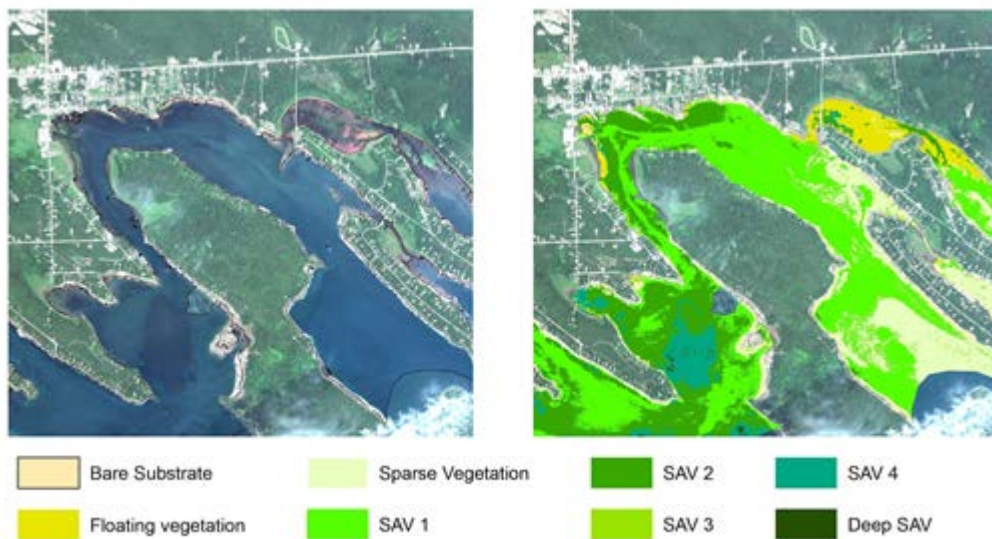 Bare Substrate
Sparse Vegetation
SAV 2
SAV 4
Floating vegetation
SAV 1
SAV 3
Deep SAV